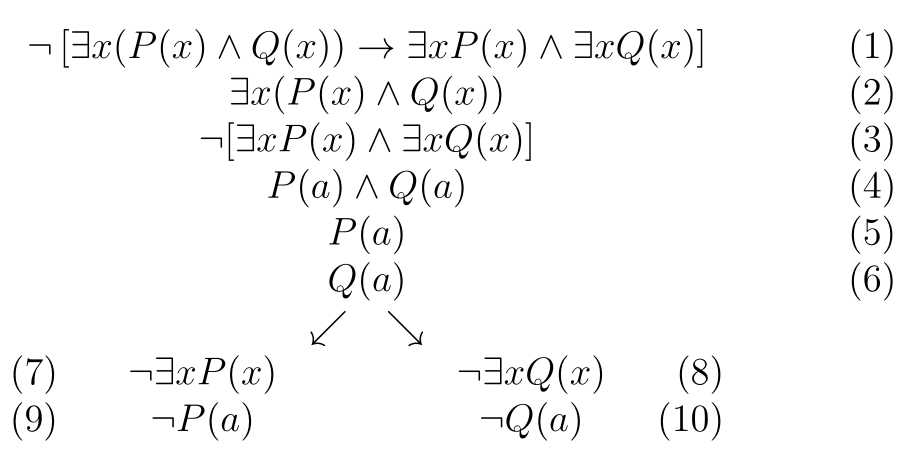 ¬ [∃x(P(x) ∧ Q(x)) → ∃xP(x) ∧ ∃xQ(x)] (1)
∃x(P(x) ∧ Q(x)) (2)
¬[∃xP(x) ∧ ∃xQ(x)] (3)
P(a) ∧ Q(a) (4)
P(a) (5)
Q(a) (6)
(7) ¬∃xP(x) ¬∃xQ(x) (8)
(9) ¬P(a) ¬Q(a) (10)